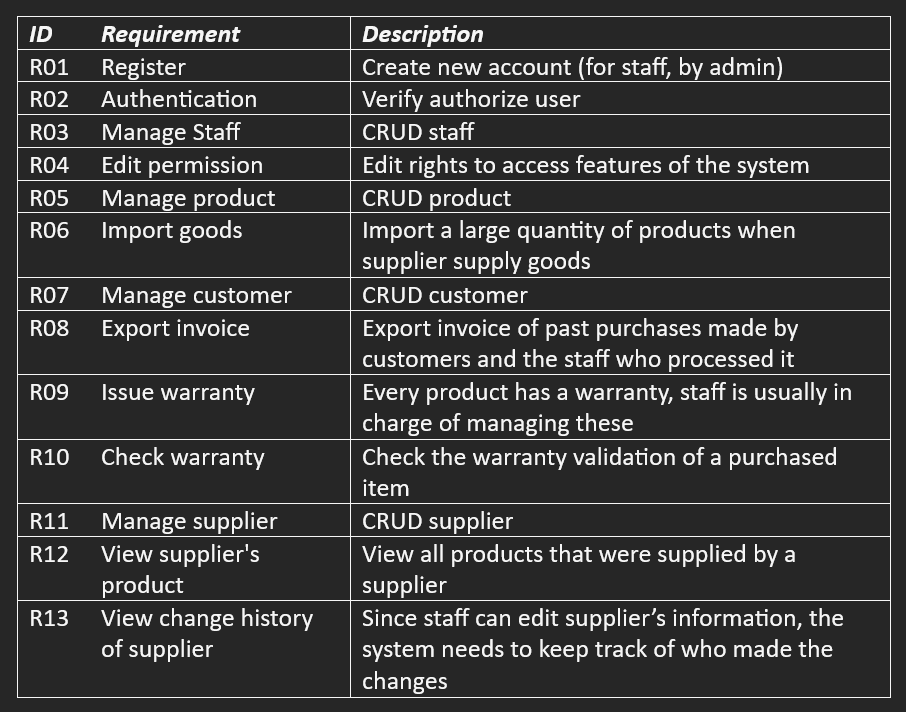 ID Requirement Description
R01 Register Create new account (for staff, by admin)
R02 Authentication Verify authorize user
R03 Manage Staff CRUD staff
R04 Edit permission Edit rights to access features of the system
R05 Manage product CRUD product
R06 Import goods Import a large quantity of products when
supplier supply goods
R07 Manage customer CRUD customer
R08 Export invoice Export invoice of past purchases made by
customers and the staff who processed it
R09 Issue warranty Every product has a warranty, staff is usually in
charge of managing these
R10 Check warranty Check the warranty validation of a purchased
item
R11 Manage supplier CRUD supplier
R12 View supplier's View all products that were supplied by a
product supplier
R13 View change history Since staff can edit supplier’s information, the
of supplier system needs to keep track of who made the
changes